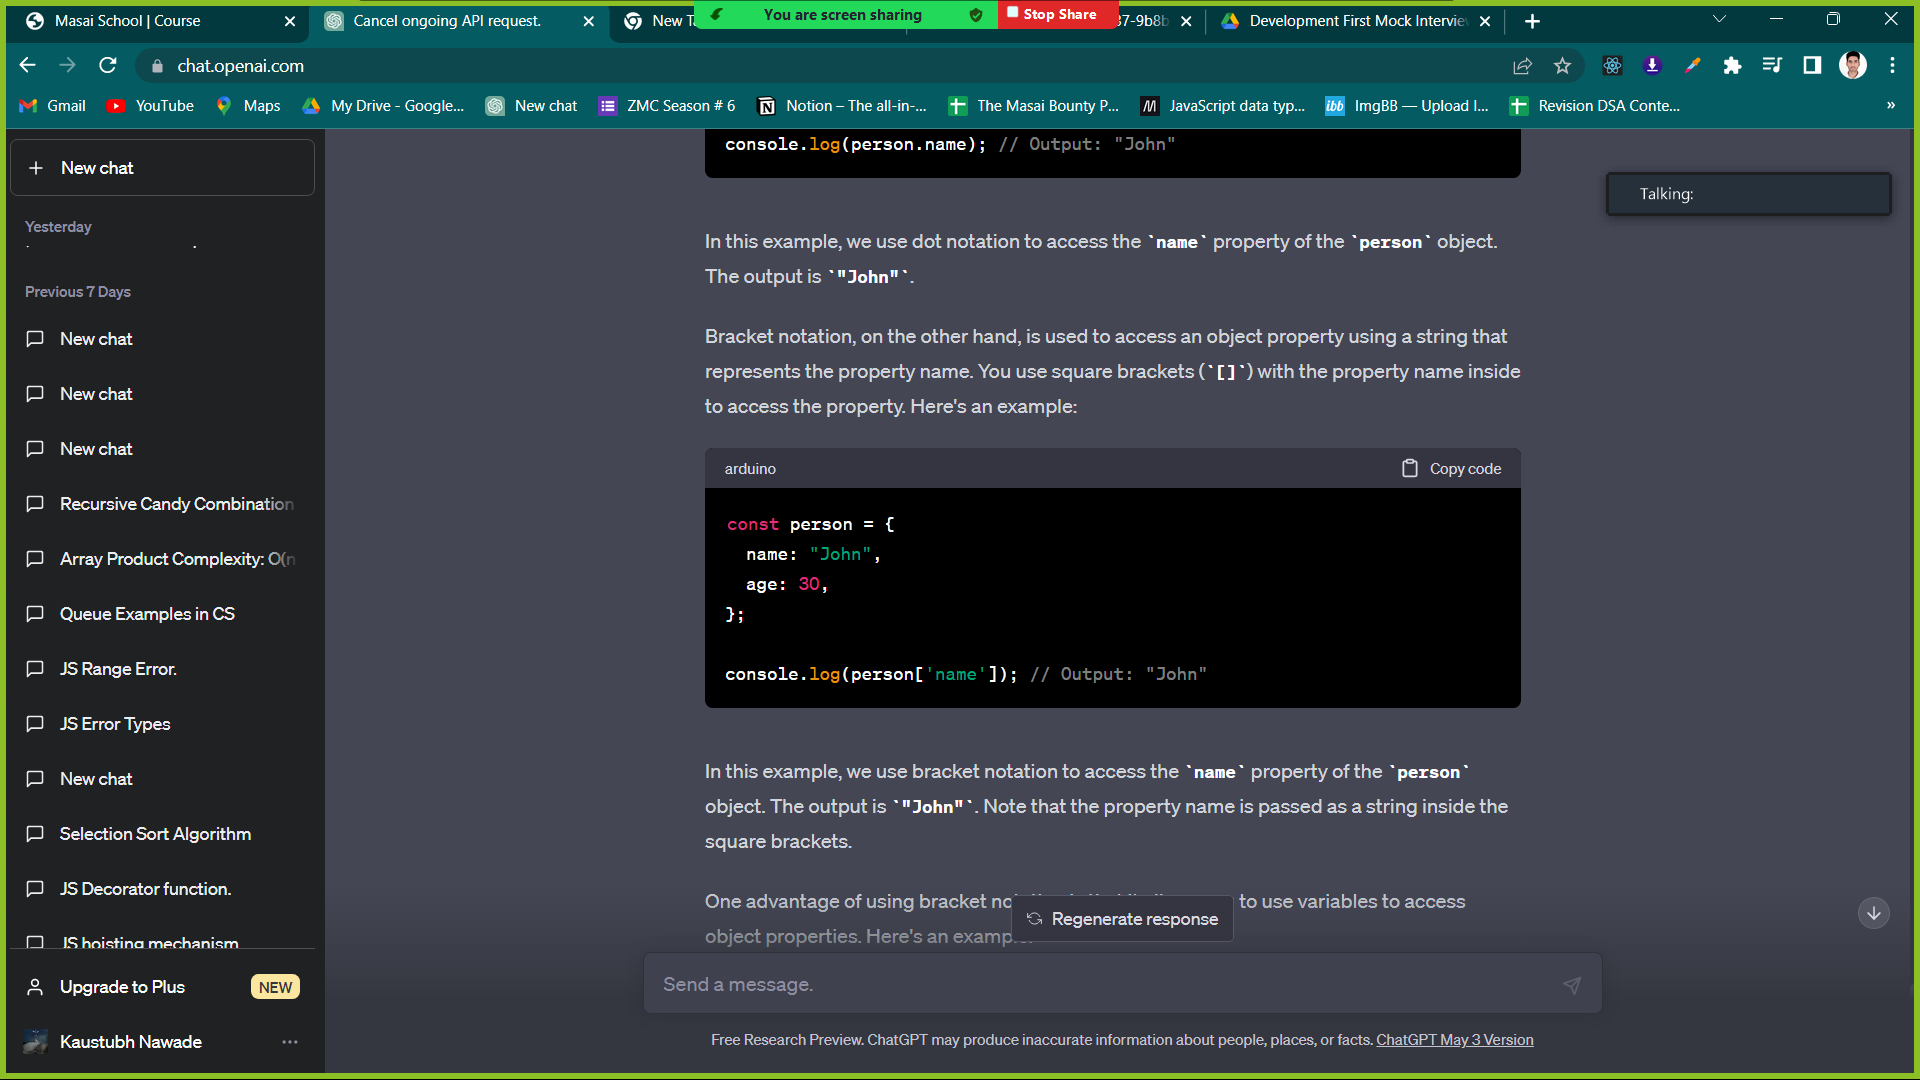 Masai School | Course
Cancel ongoing API request.
New T
You are screen sharing
Stop Share
37-9b8b
Development First Mock Intervie
chat.openai.com
Gmail
YouTube
Maps
My Drive - Google...
New chat
ZMC Season # 6
Notion – The all-in-...
The Masai Bounty P...
JavaScript data typ...
ibb ImgBB — Upload I...
Revision DSA Conte...
»
New chat
Yesterday
Previous 7 Days
New chat
New chat
New chat
Recursive Candy Combination
Array Product Complexity: O(n
Queue Examples in CS
JS Range Error.
JS Error Types
New chat
Selection Sort Algorithm
JS Decorator function.
JS hoisting mechanism
Upgrade to Plus
NEW
Kaustubh Nawade
console.log(person.name); // Output: "John"
Talking:
In this example, we use dot notation to access the `name` property of the `person` object.
The output is `"John"`.
Bracket notation, on the other hand, is used to access an object property using a string that
represents the property name. You use square brackets (`[]`) with the property name inside
to access the property. Here's an example:
arduino
Copy code
const person = {
name: "John",
age: 30,
};
console.log(person['name']); // Output: "John"
In this example, we use bracket notation to access the `name` property of the `person`
object. The output is `"John"`. Note that the property name is passed as a string inside the
square brackets.
One advantage of using bracket no to use variables to access
object properties. Here's an example:
Regenerate response
Send a message.
Free Research Preview. ChatGPT may produce inaccurate information about people, places, or facts. ChatGPT May 3 Version